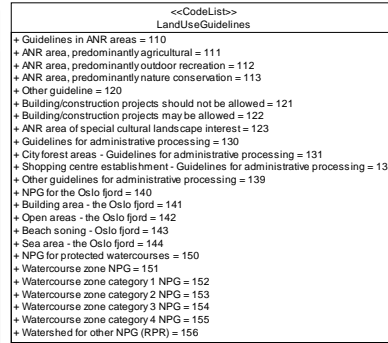 <<CodeList>>
LandUseGuidelines
+ Guidelines in ANR areas = 110
+ ANR area, predominantly agricultural = 111
+ ANR area, predominantly outdoor recreation = 112
+ ANR area, predominantly nature conservation = 113
+ Other guideline = 120
+ Building/construction projects should not be allowed = 121
+ Building/construction projects may be allowed = 122
+ ANR area of special cultural landscape interest = 123
+ Guidelines for administrative processing = 130
+ City forest areas - Guidelines for administrative processing = 131
+ Shopping centre establishment - Guidelines for administrative processing = 13
+ Other guidelines for administrative processing = 139
+ NPG for the Oslo fjord = 140
+ Building area - the Oslo fjord = 141
+ Open areas - the Oslo fjord = 142
+ Beach soning - Oslo fjord = 143
+ Sea area - the Oslo fjord = 144
+ NPG for protected watercourses = 150
+ Watercourse zone NPG = 151
+ Watercourse zone category 1 NPG = 152
+ Watercourse zone category 2 NPG = 153
+ Watercourse zone category 3 NPG = 154
+ Watercourse zone category 4 NPG = 155
+ Watershed for other NPG (RPR) = 156